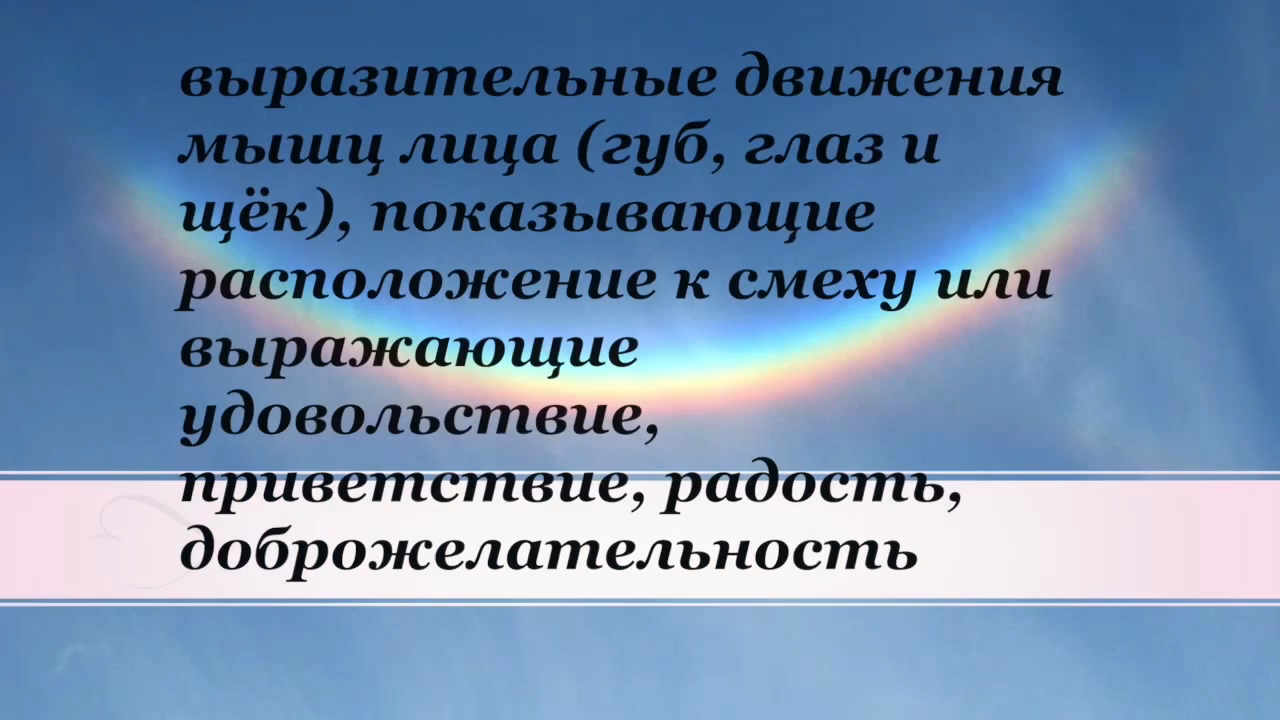 выразительные движения
мышц лица (губ, глаз и
щёк), показывающие
расположение к смеху или
выражающие
удовольствие,
приветствие, радость,
доброжелательность